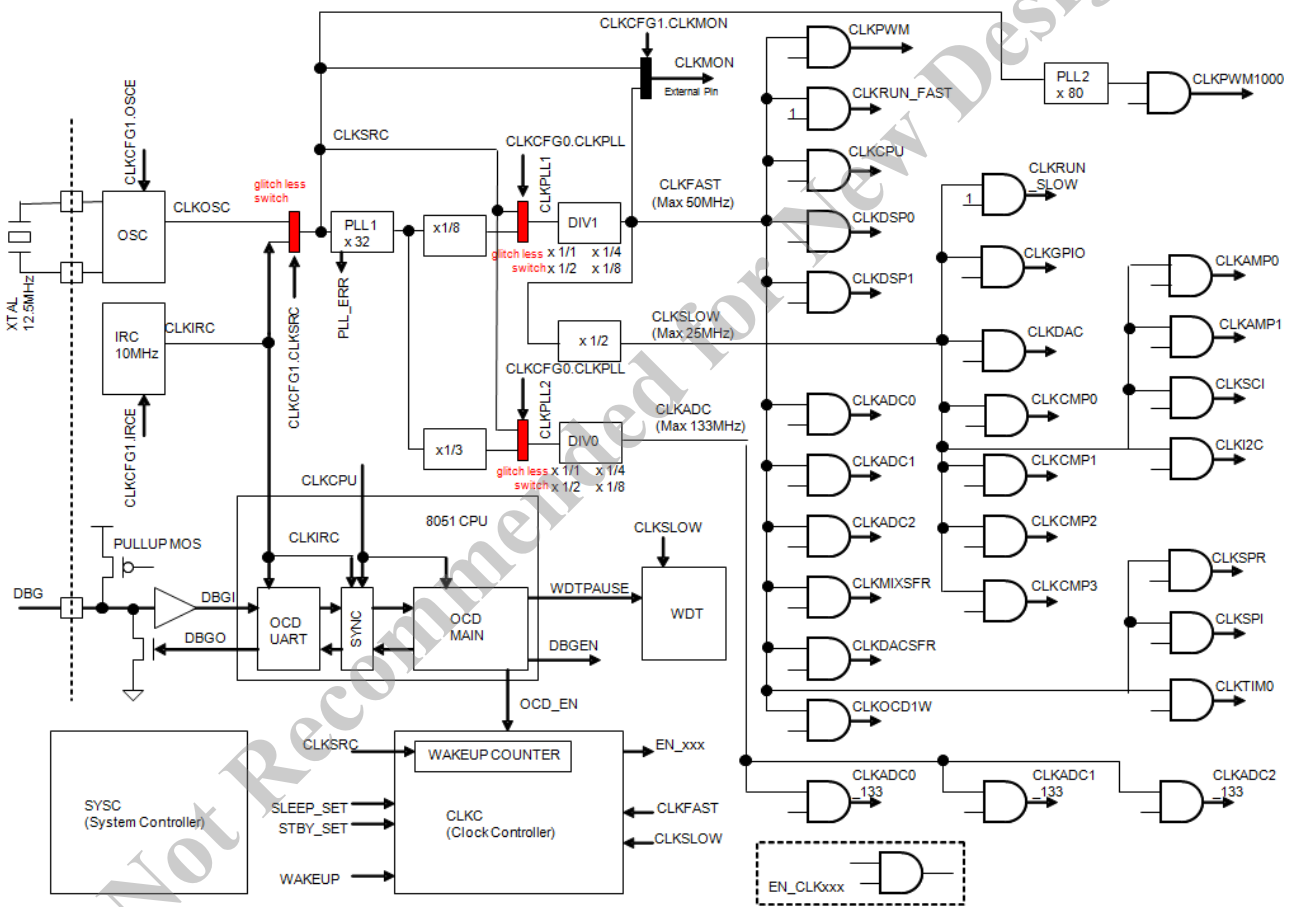 CLKCFG1.CLKMON
CLKMON
External Pin
CLKPWM
PLL2
x 80
CLKPWM1000
CLKRUN_FAST
1
CLKCFG1.OSCE
CLKSRC
CLKCFG0.CLKPLL
CLKPLL1
CLKCPU
CLKRUN
_SLOW
1
glitch less
switch
CLKOSC
OSC
PLL1
x 32
x1/8
DIV1
CLKFAST
(Max 50MHz)
CLKDSP0
glitch less
switch
x 1/1 x 1/4
x 1/2 x 1/8
CLKGPIO
CLKAMP0
CLKDSP1
XTAL
12.5MHz
IRC
10MHz
CLKIRC
PLL_ERR
CLKCFG1.CLKSRC
x 1/2
CLKSLOW
(Max 25MHz)
CLKDAC
CLKAMP1
CLKCFG0.CLKPLL
CLKPLL2
CLKADC
(Max 133MHz)
CLKADC0
CLKCMP0
CLKSCI
CLKCFG1.IRCE
x1/3
DIV0
glitch less
switch
x 1/1 x 1/4
x 1/2 x 1/8
CLKADC1
CLKCMP1
CLKI2C
CLKCPU
8051 CPU
CLKSLOW
CLKADC2
CLKCMP2
PULLUP MOS
CLKIRC
CLKSPR
DBG
DBGI
DBGO
OCD
UART
SYNC
OCD
MAIN
WDTPAUSE
WDT
CLKMIXSFR
CLKCMP3
DBGEN
CLKDACSFR
CLKSPI
OCD_EN
CLKOCD1W
CLKTIM0
CLKSRC
WAKEUP COUNTER
EN_xxx
SYSC
(System Controller)
SLEEP_SET
STBY_SET
CLKC
(Clock Controller)
CLKFAST
CLKSLOW
WAKEUP
CLKADC0
_133
CLKADC1
_133
CLKADC2
_133
EN_CLKxxx
Not Recommended for New Desig